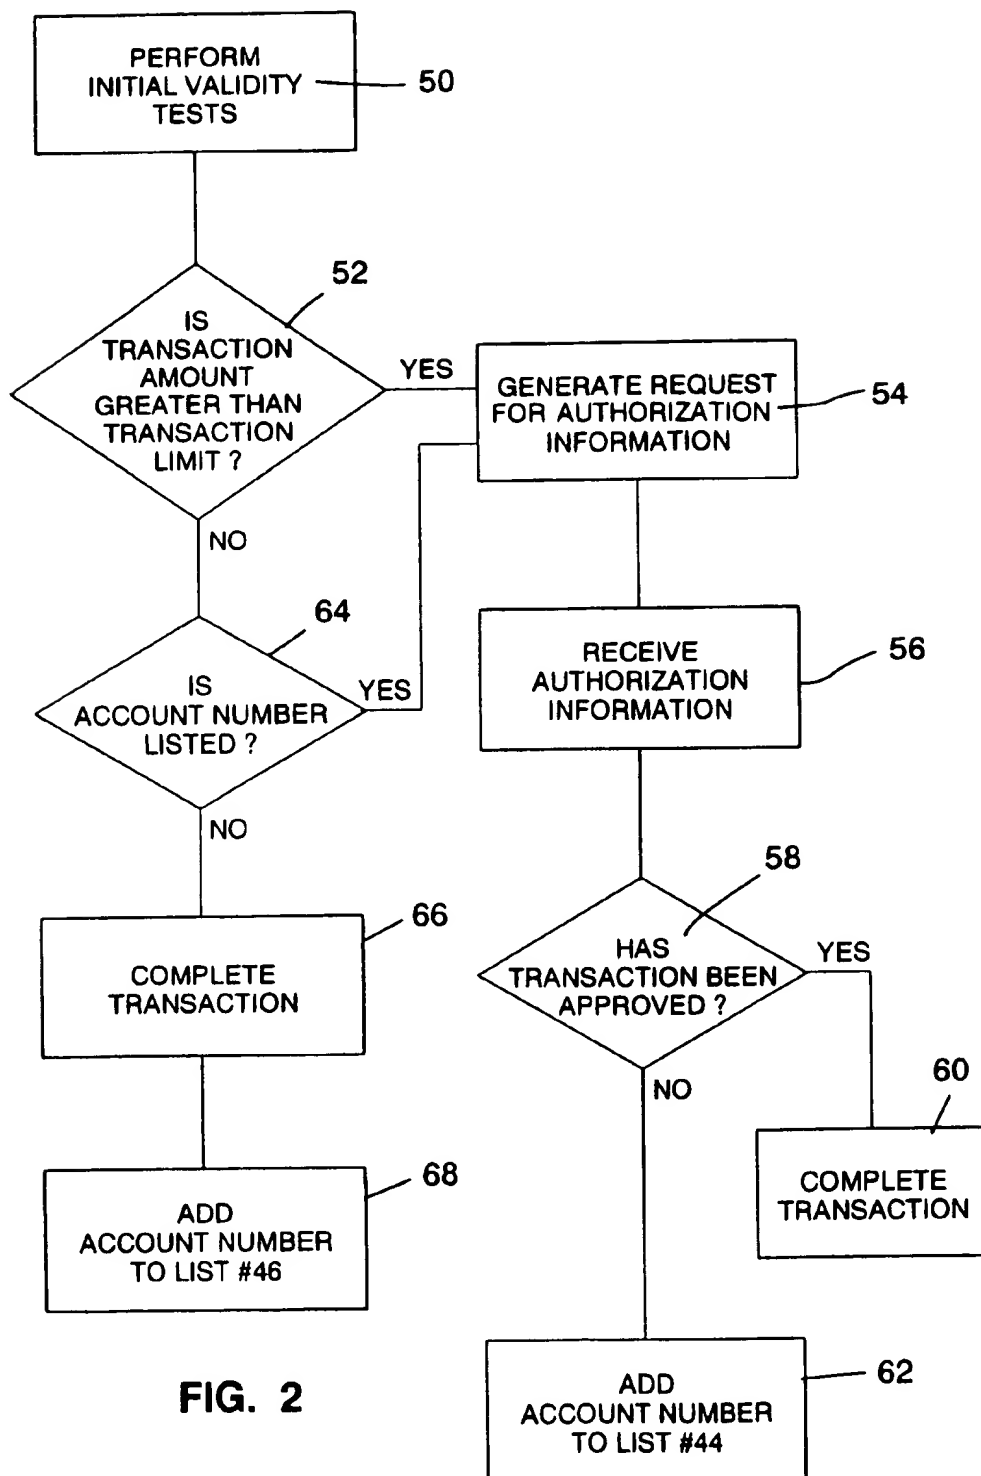 PERFORM
INITIAL VALIDITY
TESTS
50
52
IS
TRANSACTION
AMOUNT
GREATER THAN
TRANSACTION
LIMIT ?
YES
NO
GENERATE REQUEST
FOR AUTHORIZATION
INFORMATION
54
64
IS
ACCOUNT NUMBER
LISTED ?
YES
NO
RECEIVE
AUTHORIZATION
INFORMATION
56
58
HAS
TRANSACTION BEEN
APPROVED ?
YES
NO
66
COMPLETE
TRANSACTION
60
COMPLETE
TRANSACTION
68
ADD
ACCOUNT NUMBER
TO LIST #46
62
ADD
ACCOUNT NUMBER
TO LIST #44
FIG. 2